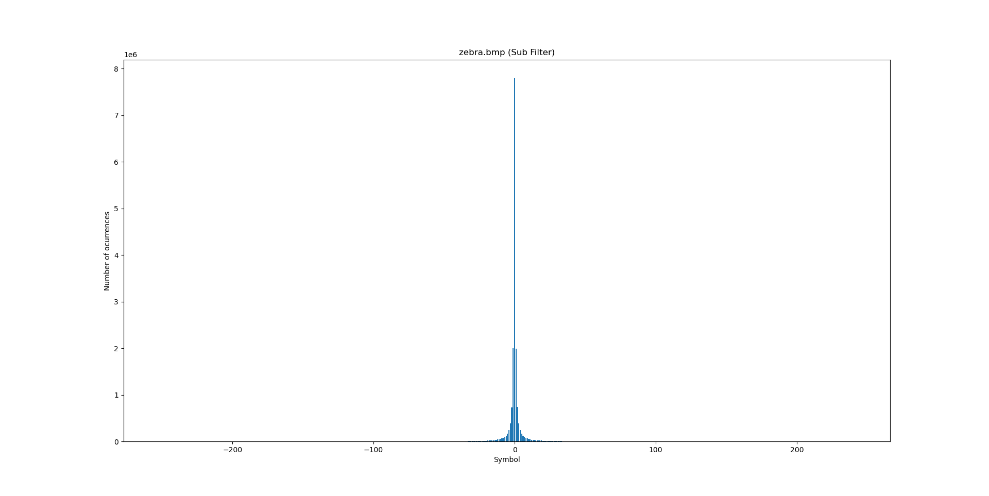 zebra.bmp (Sub Filter)
1e6
8
7
6
5
4
3
2
1
0
Number of ocurrences
−200 −100 0 100 200
Symbol